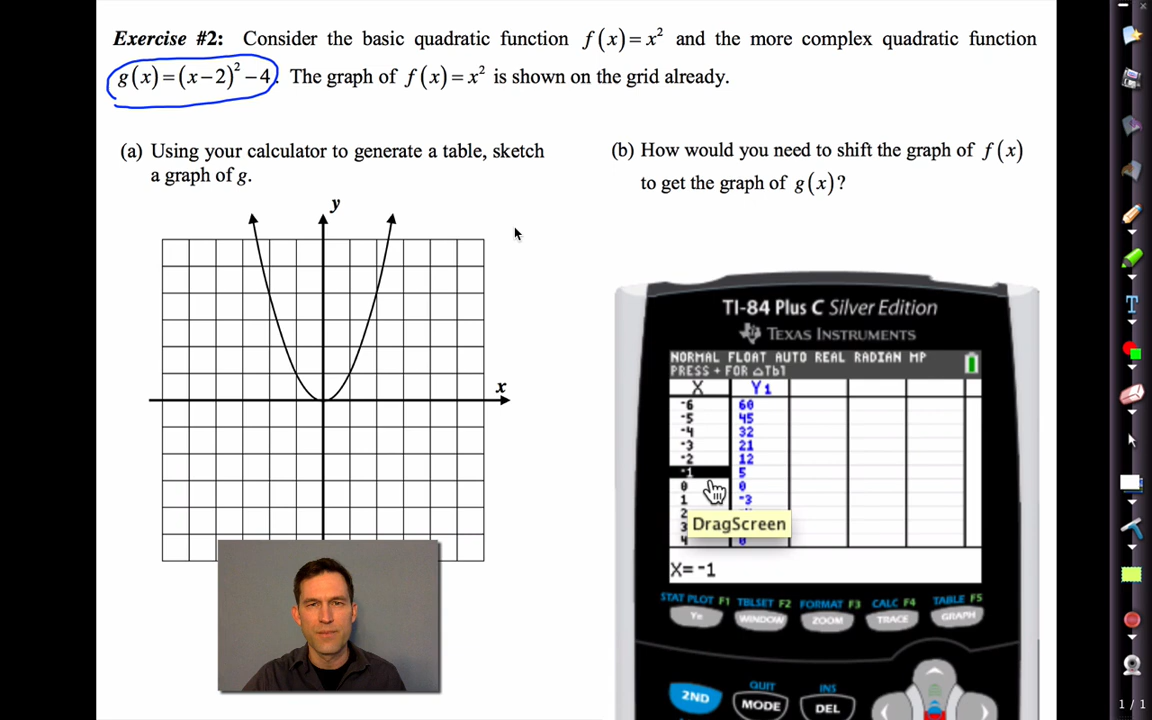 Exercise #2: Consider the basic quadratic function f(x)=x² and the more complex quadratic function
g(x)=(x−2)²−4. The graph of f(x)=x² is shown on the grid already.
(a) Using your calculator to generate a table, sketch
a graph of g.
(b) How would you need to shift the graph of f(x)
to get the graph of g(x)?
y
x
TI-84 Plus C Silver Edition
TEXAS INSTRUMENTS
NORMAL FLOAT AUTO REAL RADIAN MP
PRESS + FOR △Tbl
X Y1
-6 60
-5 45
-4 32
-3 21
-2 12
-1 5
0 0
1 -3
2
3
4 0
DragScreen
X= -1
STAT PLOT F1 TBLSET F2 FORMAT F3 CALC F4 TABLE F5
Y= WINDOW ZOOM TRACE GRAPH
QUIT INS
2ND MODE DEL
T
1 / 1